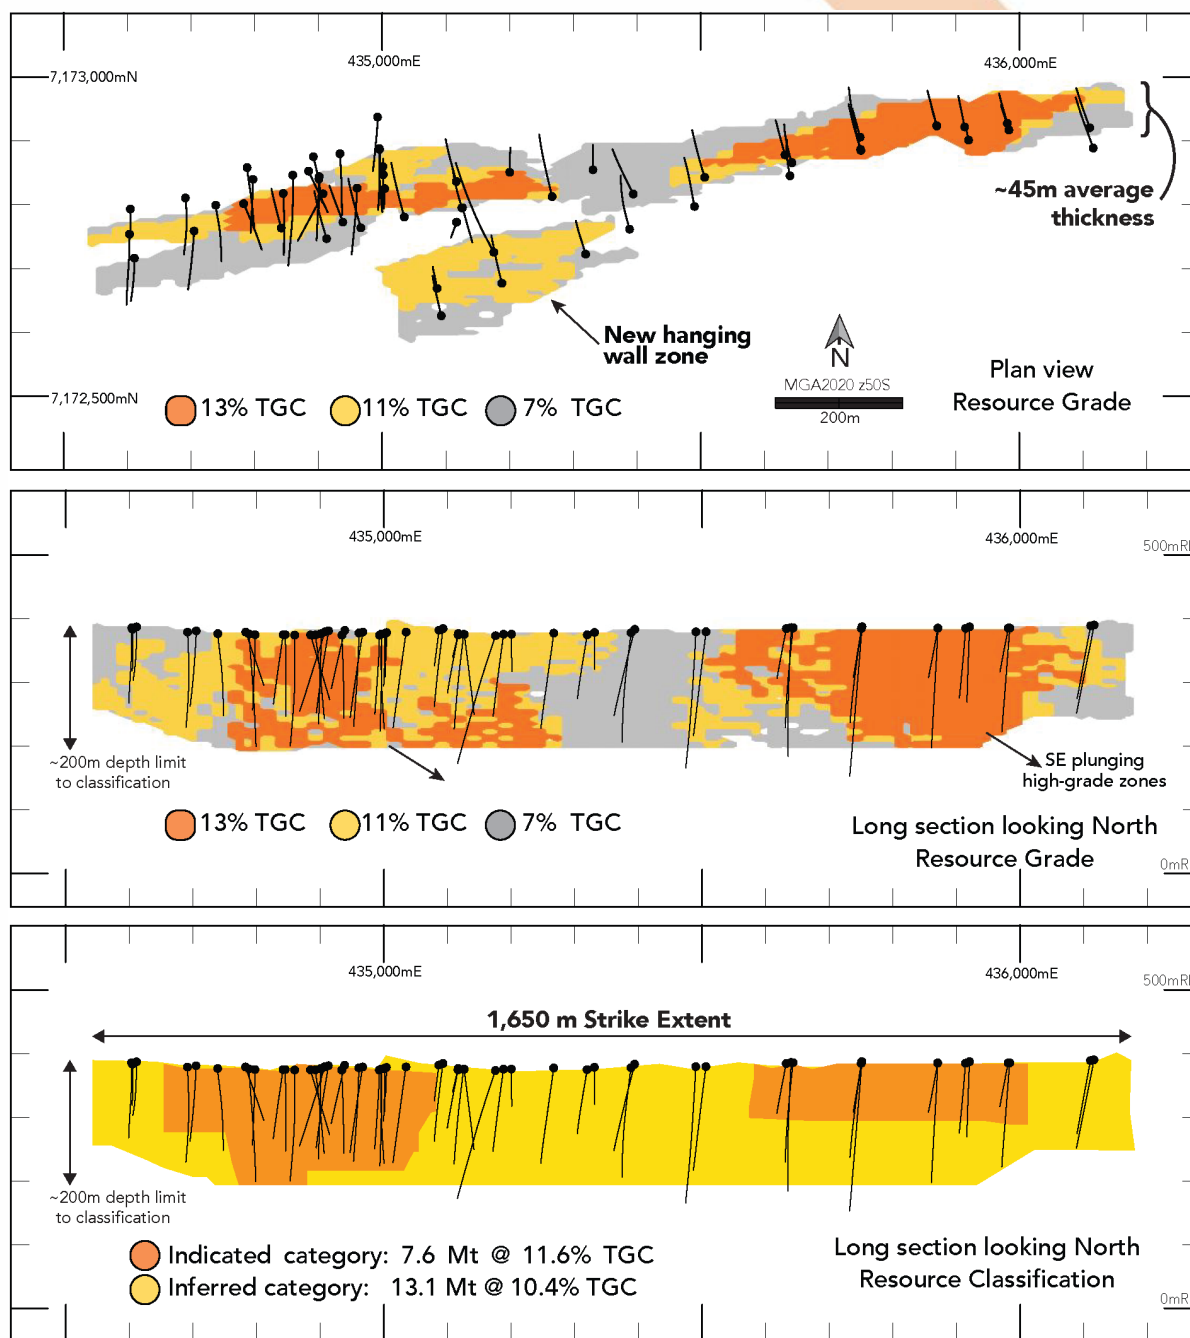 435,000mE
436,000mE
7,173,000mN
~45m average
thickness
New hanging
wall zone
N
MGA2020 z50S
200m
Plan view
Resource Grade
7,172,500mN
13% TGC 11% TGC 7% TGC
435,000mE
436,000mE
500mRl
~200m depth limit
to classification
SE plunging
high-grade zones
13% TGC 11% TGC 7% TGC
Long section looking North
Resource Grade
0mR
435,000mE
436,000mE
500mRl
1,650 m Strike Extent
~200m depth limit
to classification
Indicated category: 7.6 Mt @ 11.6% TGC
Inferred category: 13.1 Mt @ 10.4% TGC
Long section looking North
Resource Classification
0mR